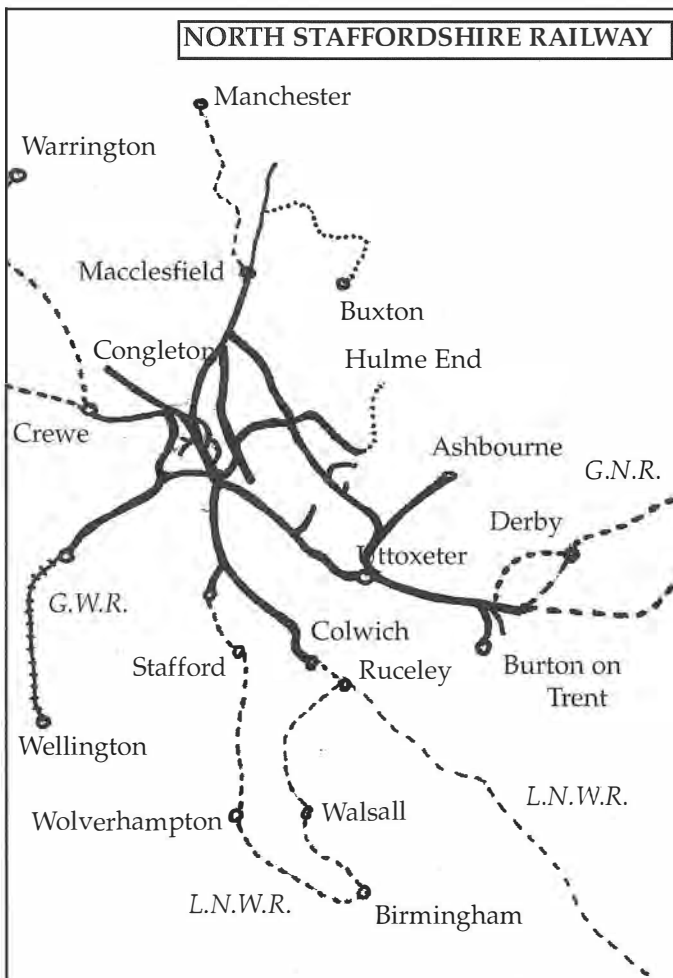 NORTH STAFFORDSHIRE RAILWAY
Manchester
Warrington
Macclesfield
Buxton
Congleton
Hulme End
Crewe
Ashbourne
G.N.R.
Derby
Uttoxeter
G.W.R.
Colwich
Stafford
Ruceley
Burton on
Trent
Wellington
L.N.W.R.
Wolverhampton
Walsall
L.N.W.R.
Birmingham